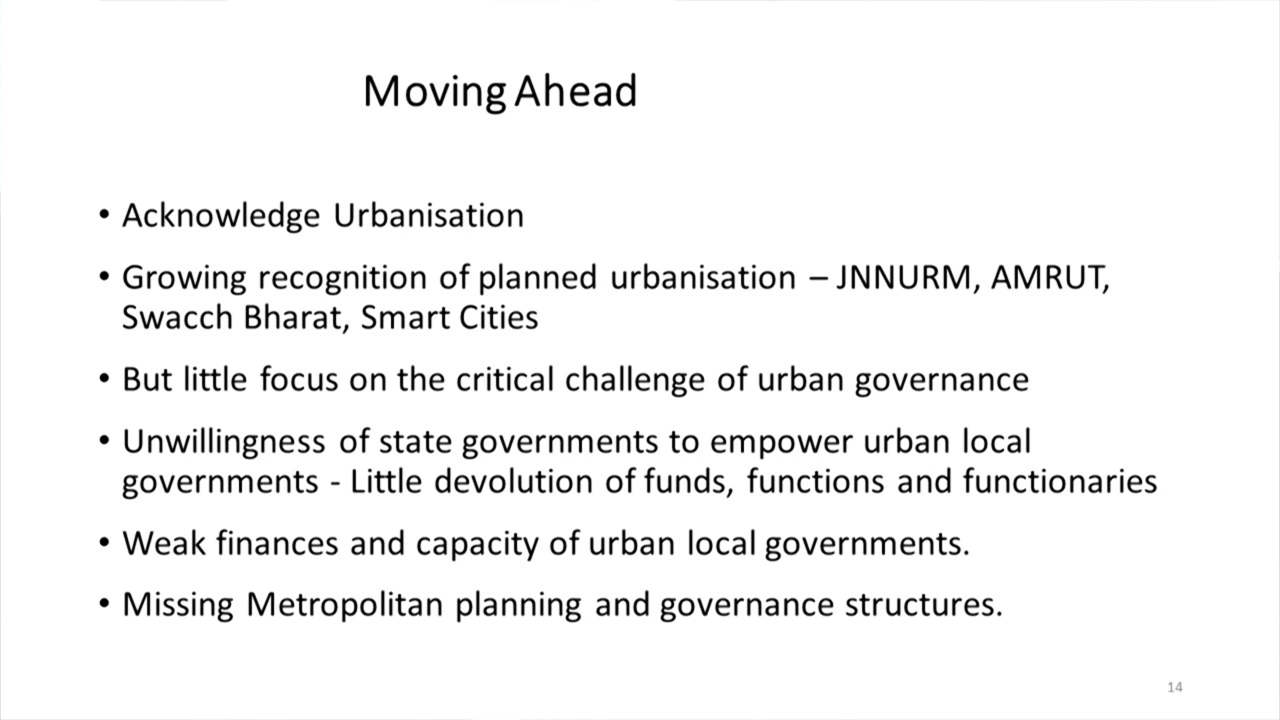 Moving Ahead
• Acknowledge Urbanisation
• Growing recognition of planned urbanisation – JNNURM, AMRUT,
Swacch Bharat, Smart Cities
• But little focus on the critical challenge of urban governance
• Unwillingness of state governments to empower urban local
governments - Little devolution of funds, functions and functionaries
• Weak finances and capacity of urban local governments.
• Missing Metropolitan planning and governance structures.
14